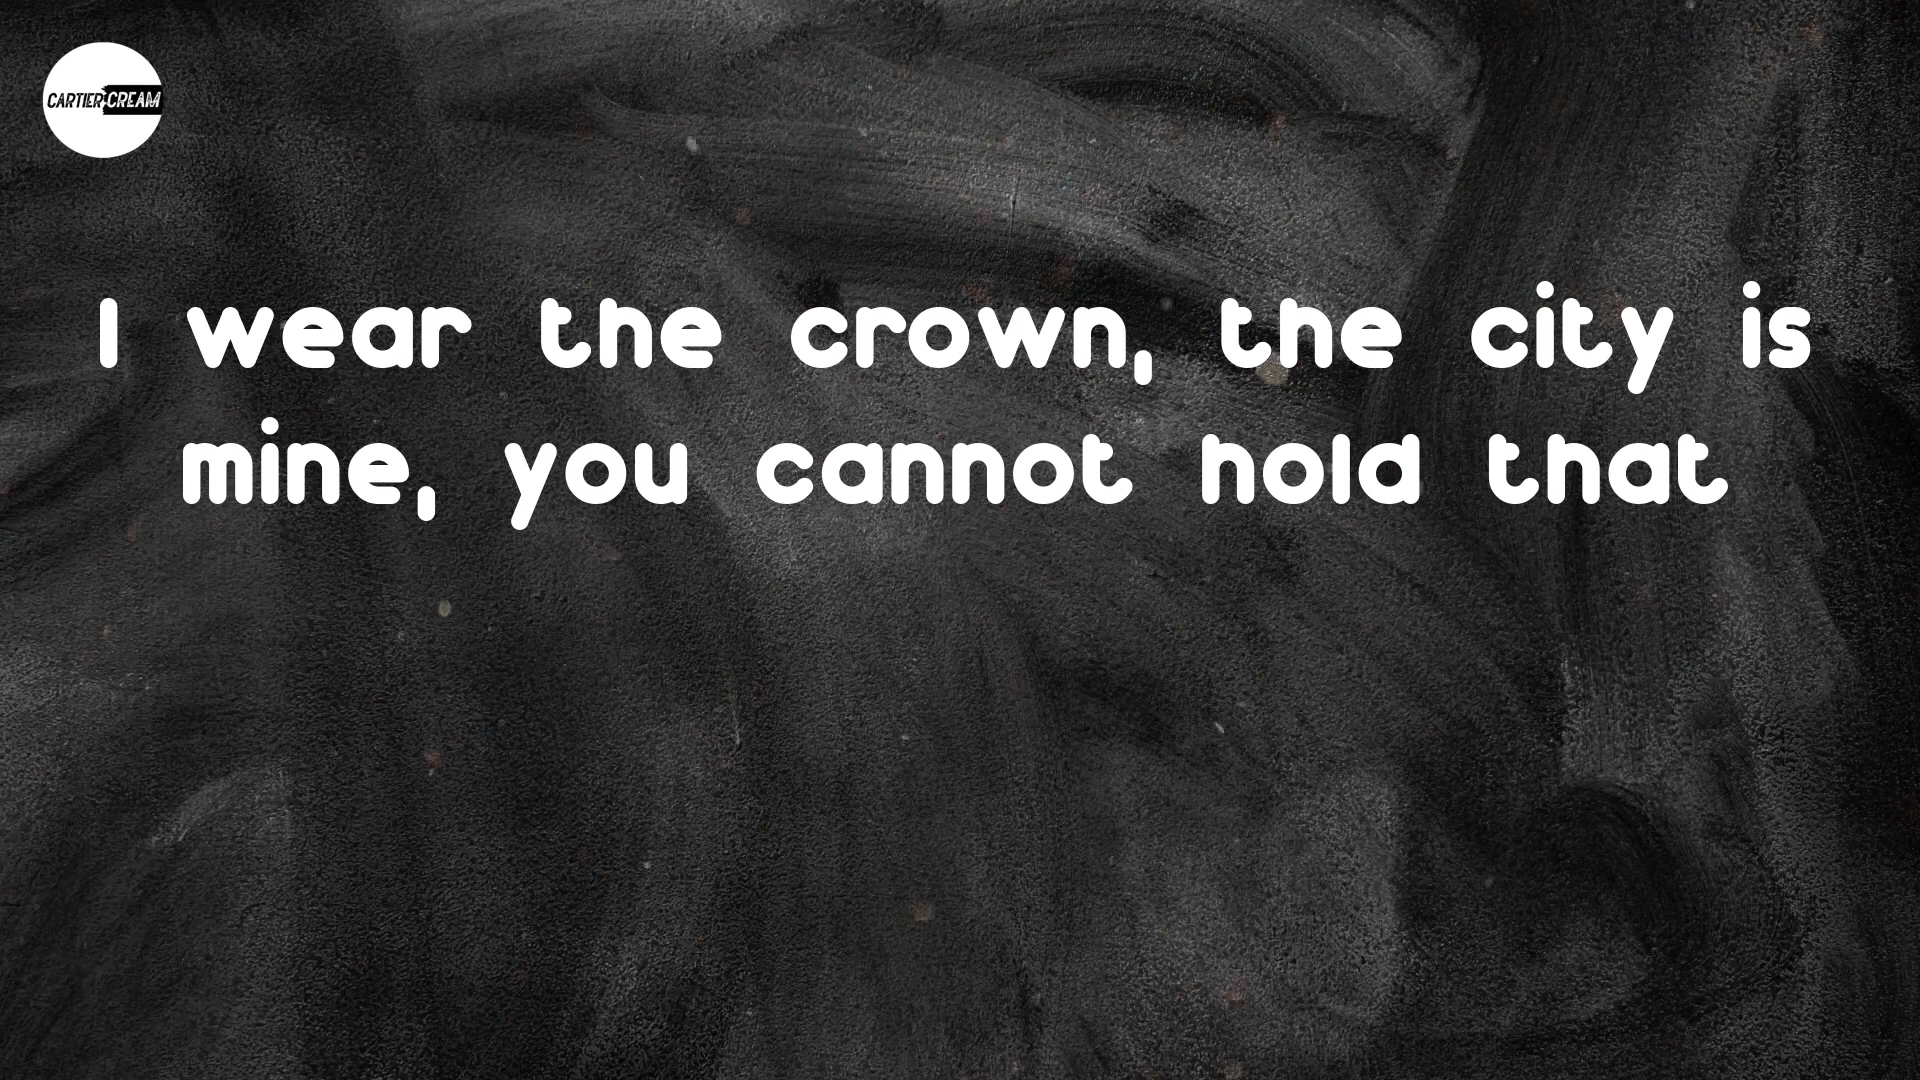 CARTIER CREAM
I wear the crown, the city is
mine, you cannot hold that